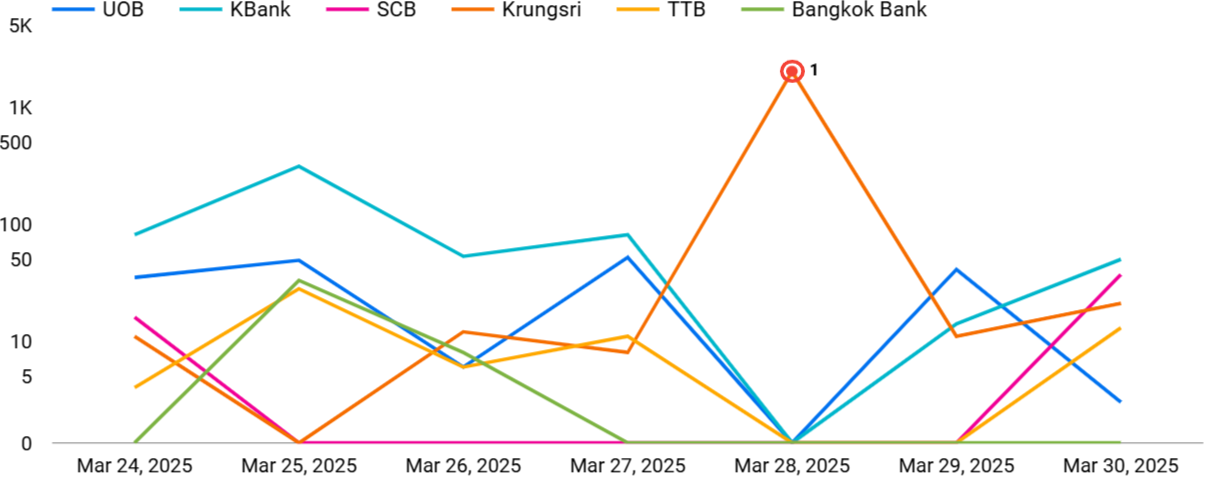 UOB KBank SCB Krungsri TTB Bangkok Bank
5K
1
1K
500
100
50
10
5
0
Mar 24, 2025 Mar 25, 2025 Mar 26, 2025 Mar 27, 2025 Mar 28, 2025 Mar 29, 2025 Mar 30, 2025